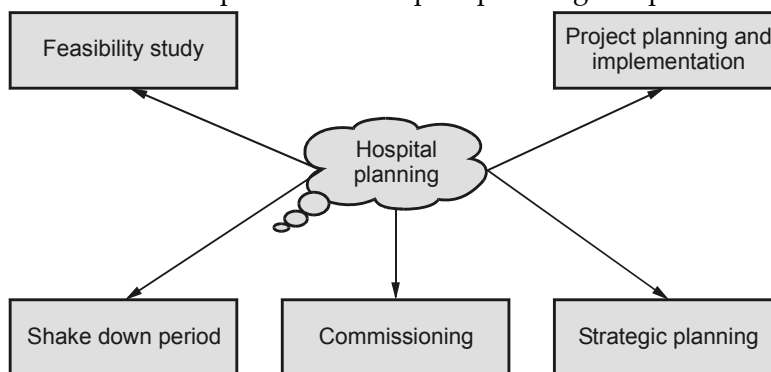 Feasibility study
Project planning and
implementation
Hospital
planning
Shake down period
Commissioning
Strategic planning